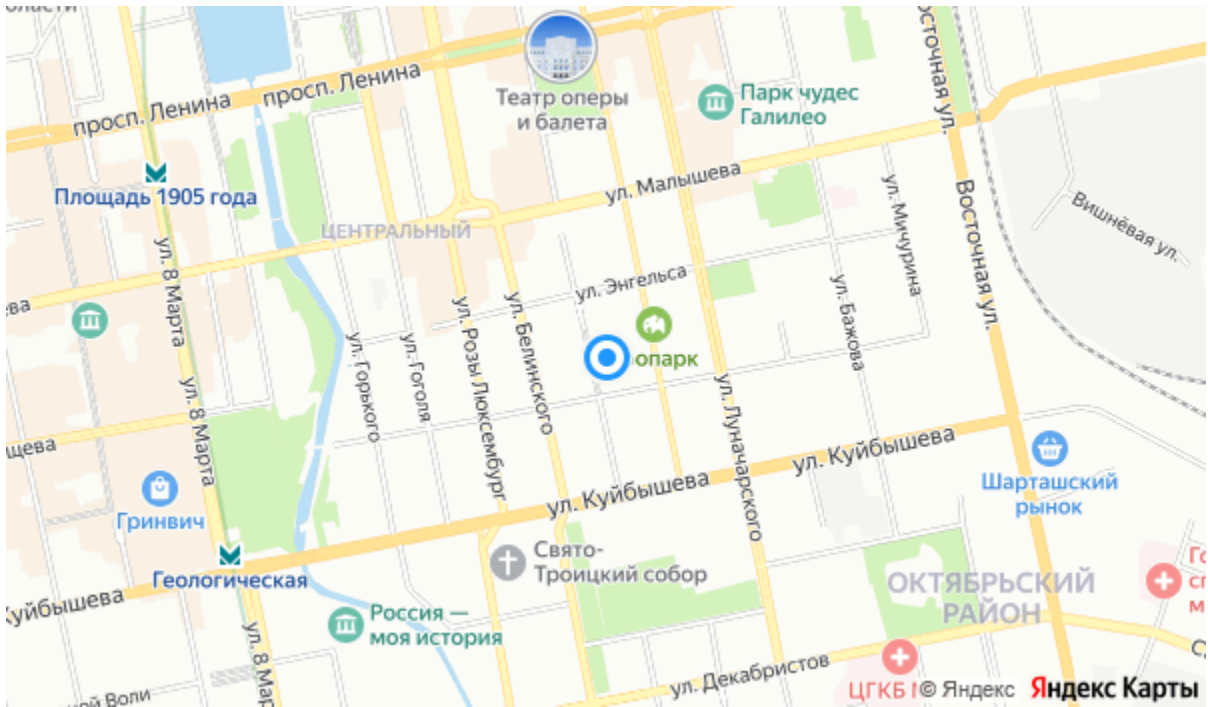 просп. Ленина
просп. Ленина
Театр оперы
и балета
Парк чудес
Галилео
Восточная ул.
Площадь 1905 года
ул. Малышева
ЦЕНТРАЛЬНЫЙ
ул. Мичурина
Восточная ул.
Вишнёвая ул.
ул. 8 Марта
ул. Энгельса
ул. Бажова
ул. Горького
ул. Гоголя
ул. Розы Люксембург
ул. Белинского
опарк
ул. 8 Марта
ул. Луначарского
ул. Куйбышева
ул. Куйбышева
Гринвич
Шарташский
рынок
Геологическая
Свято-
Троицкий собор
ОКТЯБРЬСКИЙ
РАЙОН
Куйбышева
Россия —
моя история
ул. 8 Мар
ул. Декабристов
ой Воли
ЦГКБ
© Яндекс
Яндекс Карты